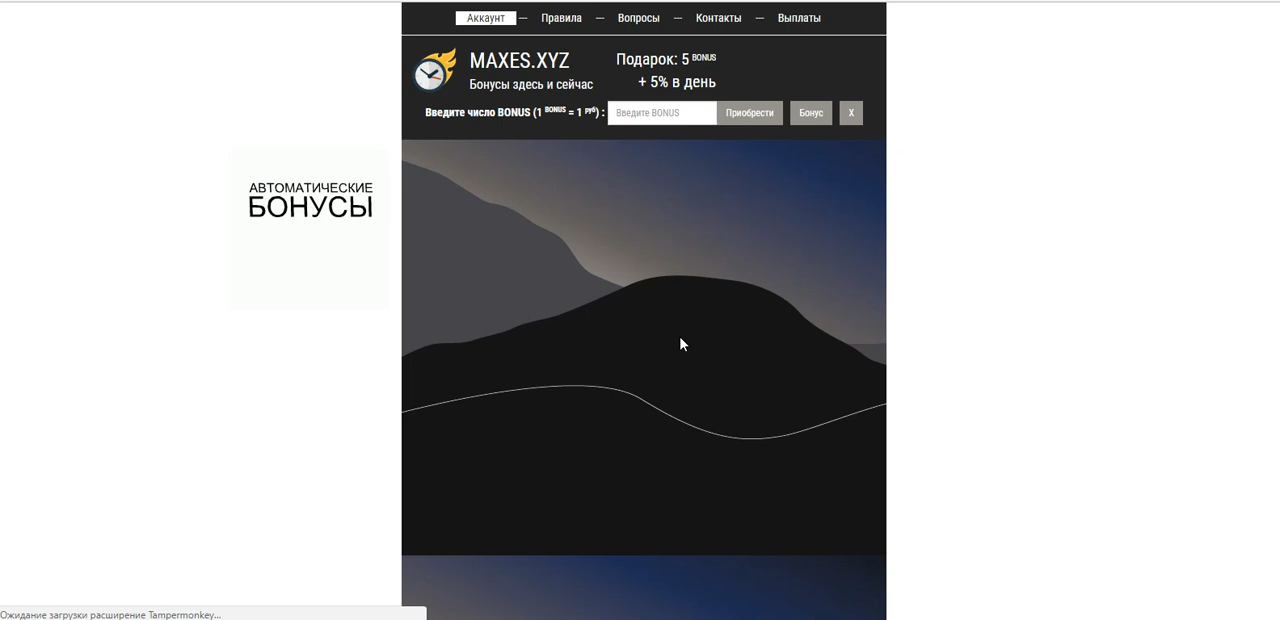 Аккаунт — Правила — Вопросы — Контакты — Выплаты
MAXES.XYZ
Бонусы здесь и сейчас
Подарок: 5 BONUS
+ 5% в день
Введите число BONUS (1 BONUS = 1 руб) : Введите BONUS Приобрести Бонус X
АВТОМАТИЧЕСКИЕ
БОНУСЫ
Ожидание загрузки расширение Tampermonkey...